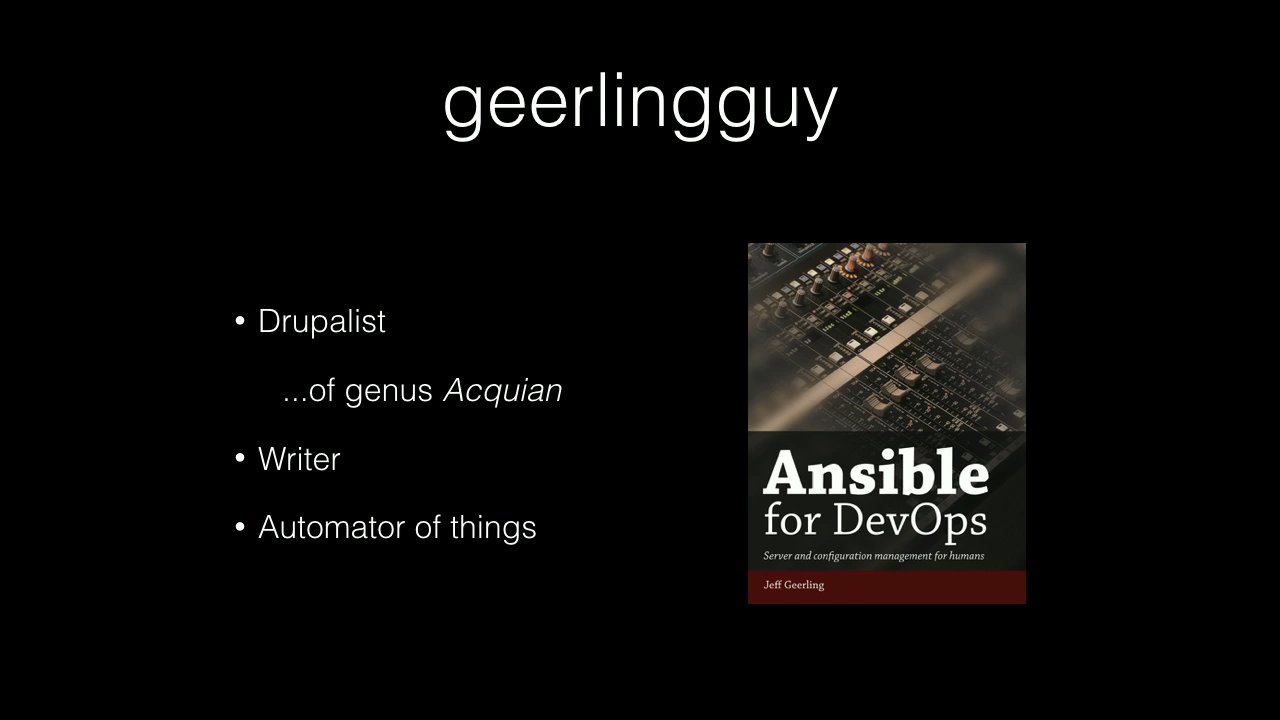 geerlingguy
• Drupalist
...of genus Acquian
• Writer
• Automator of things
Ansible
for DevOps
Server and configuration management for humans
Jeff Geerling